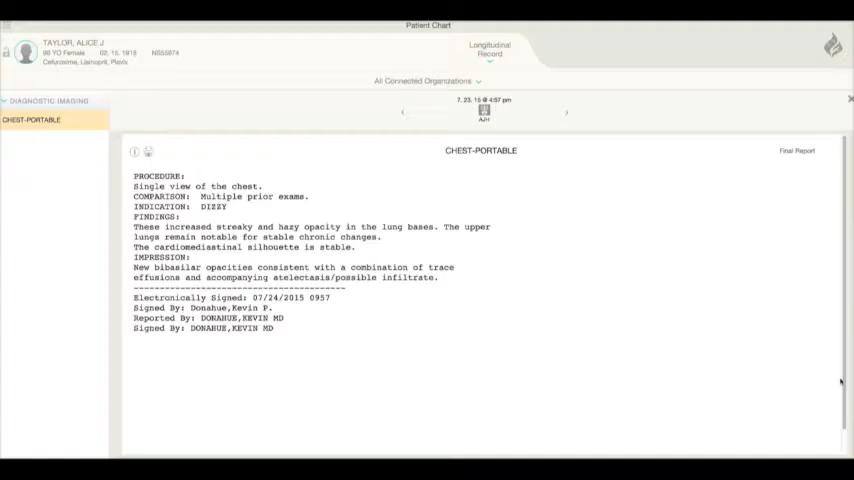 Patient Chart
TAYLOR, ALICE J
98 YO Female 02. 15. 1918 NS55874
Cefuroxime, Lisinopril, Plavix
Longitudinal
Record
All Connected Organizations
DIAGNOSTIC IMAGING
7. 23. 15 @ 4:57 pm
AJH
CHEST-PORTABLE
CHEST-PORTABLE
Final Report
PROCEDURE:
Single view of the chest.
COMPARISON: Multiple prior exams.
INDICATION: DIZZY
FINDINGS:
These increased streaky and hazy opacity in the lung bases. The upper
lungs remain notable for stable chronic changes.
The cardiomediastinal silhouette is stable.
IMPRESSION:
New bibasilar opacities consistent with a combination of trace
effusions and accompanying atelectasis/possible infiltrate.
----------------------------------------
Electronically Signed: 07/24/2015 0957
Signed By: Donahue,Kevin P.
Reported By: DONAHUE,KEVIN MD
Signed By: DONAHUE,KEVIN MD